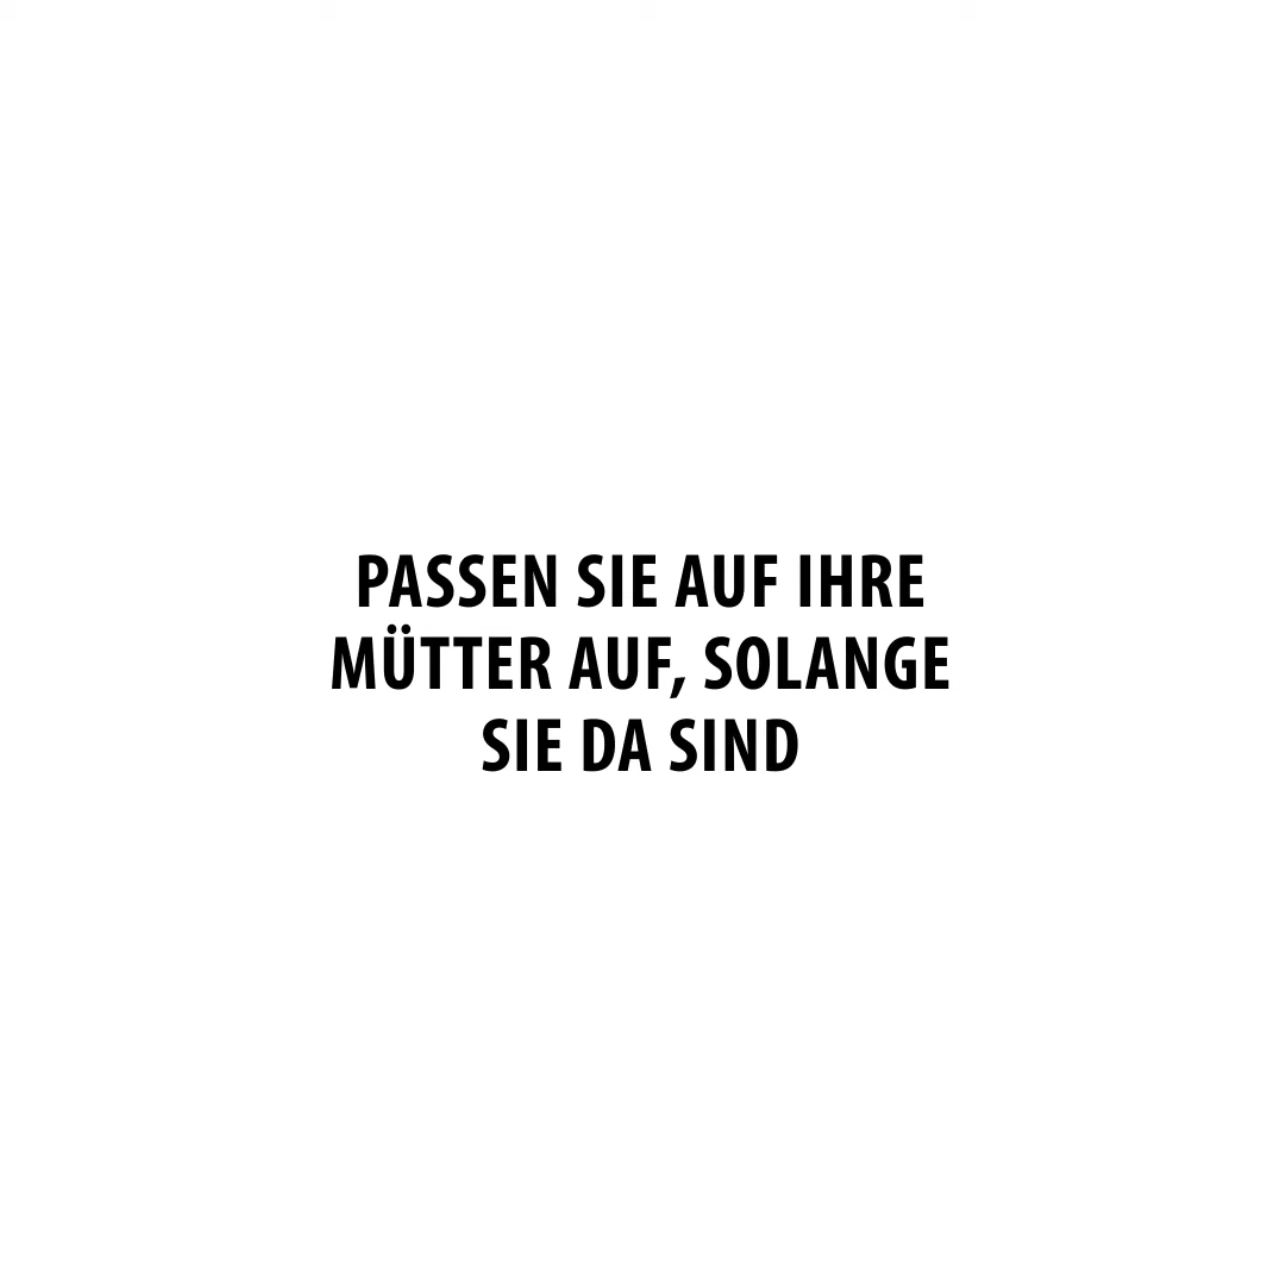 PASSEN SIE AUF IHRE
MÜTTER AUF, SOLANGE
SIE DA SIND